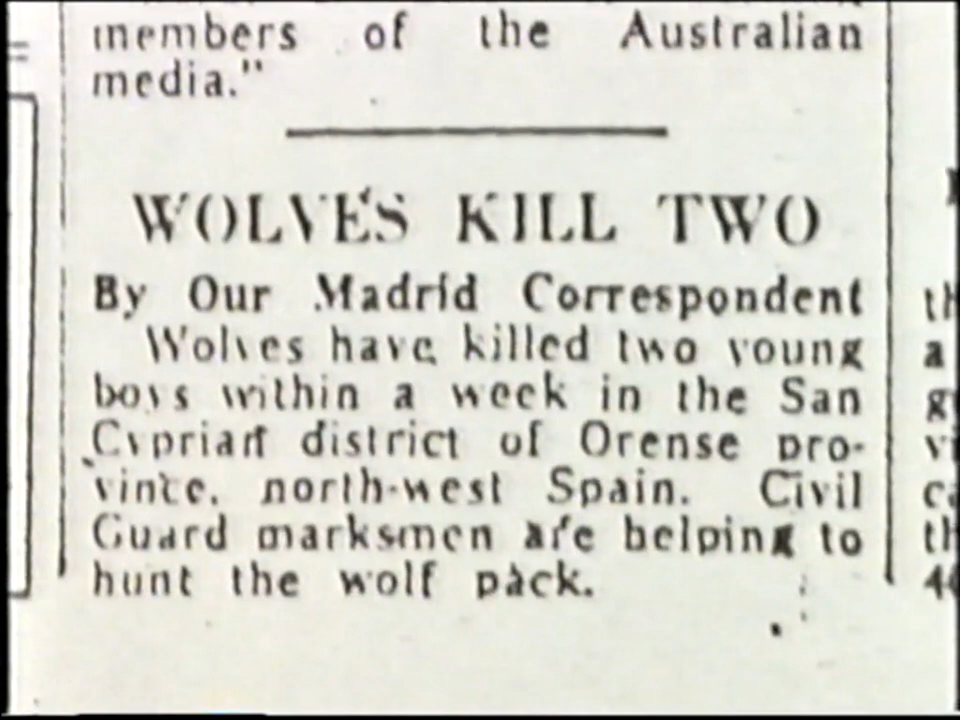 members of the Australian
media."
WOLVES KILL TWO
By Our Madrid Correspondent
Wolves have killed two young
boys within a week in the San
Cyprian district of Orense pro-
vince, north-west Spain. Civil
Guard marksmen are helping to
hunt the wolf pack.